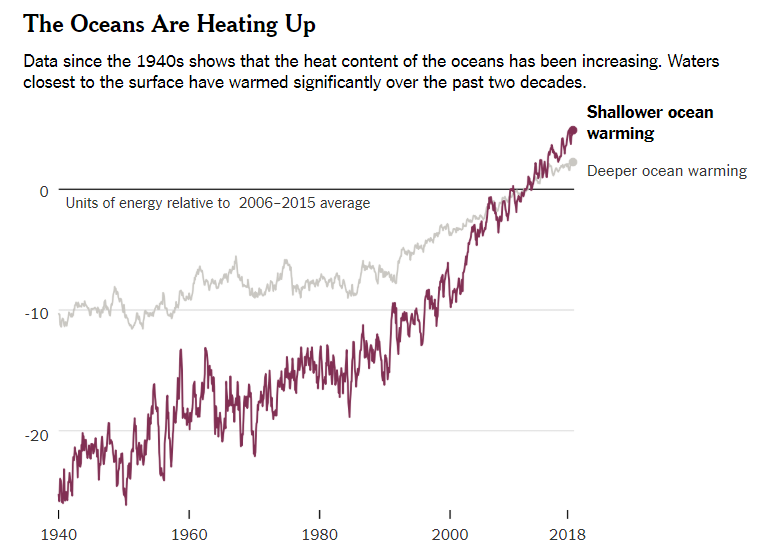 The Oceans Are Heating Up
Data since the 1940s shows that the heat content of the oceans has been increasing. Waters
closest to the surface have warmed significantly over the past two decades.
Shallower ocean
warming
Deeper ocean warming
0
Units of energy relative to 2006–2015 average
-10
-20
1940
1960
1980
2000
2018